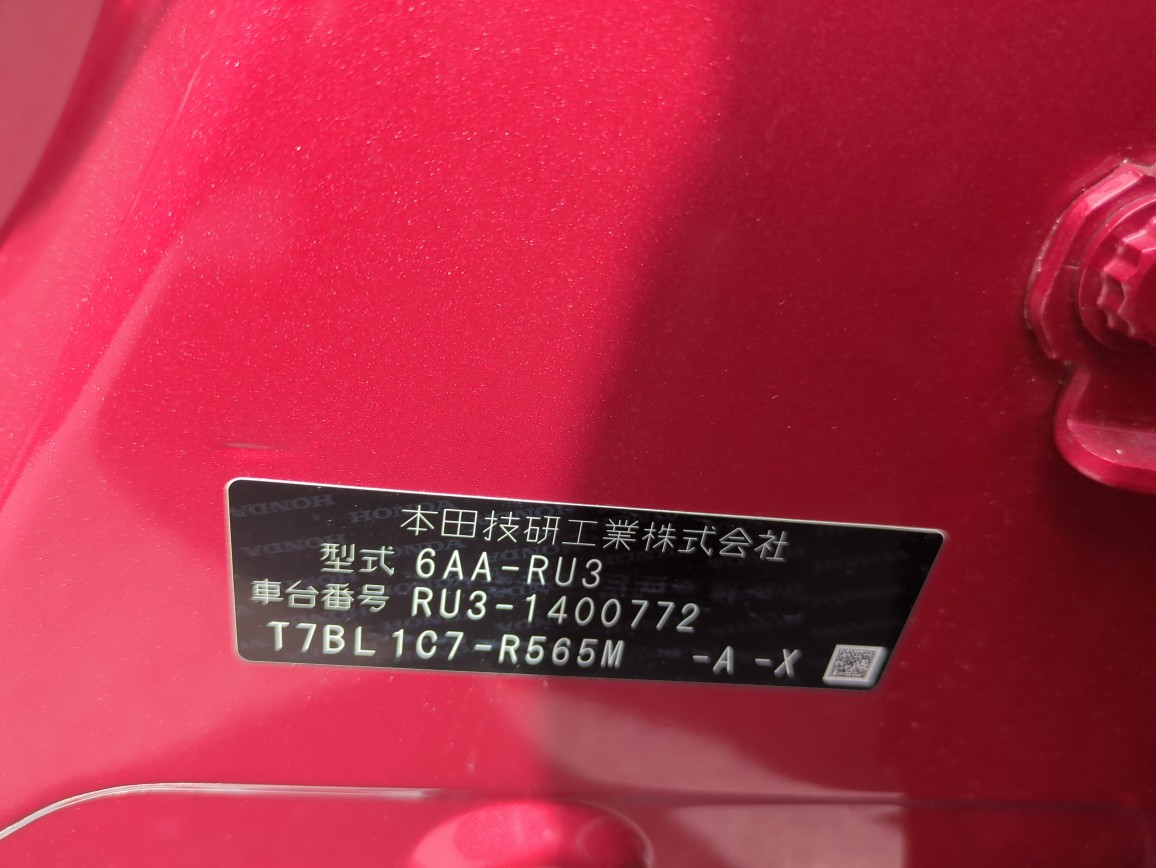 本田技研工業株式会社
型式 6AA-RU3
車台番号 RU3-1400772
T7BL1C7-R565M -A -X